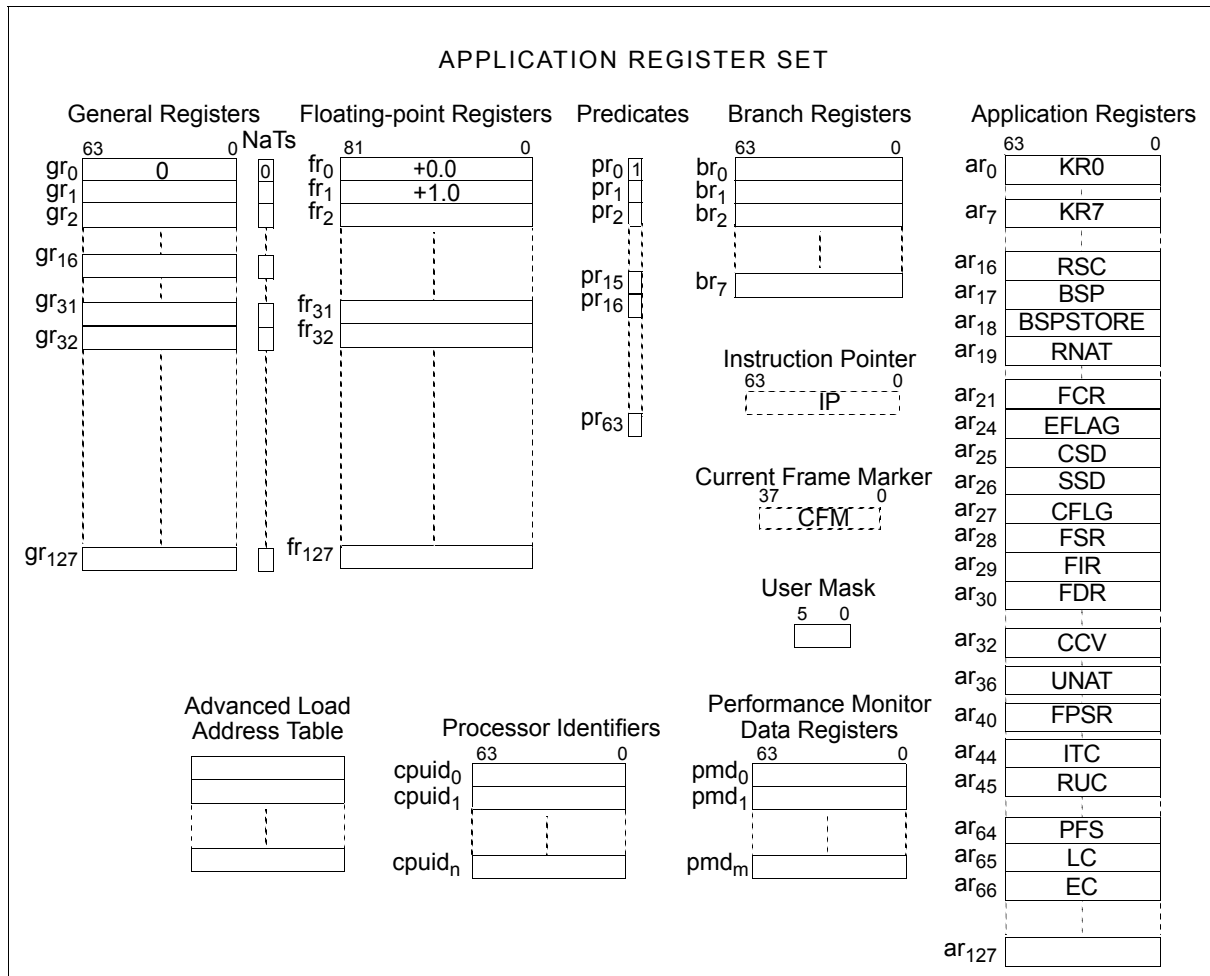 APPLICATION REGISTER SET
General Registers
63 0
gr0 0
gr1
gr2
gr16
gr31
gr32
gr127
NaTs
0
Floating-point Registers
81 0
fr0 +0.0
fr1 +1.0
fr2
fr31
fr32
fr127
Predicates
pr0 1
pr1
pr2
pr15
pr16
pr63
Branch Registers
63 0
br0
br1
br2
br7
Instruction Pointer
63 0
IP
Current Frame Marker
37 0
CFM
User Mask
5 0
Application Registers
63 0
ar0 KR0
ar7 KR7
ar16 RSC
ar17 BSP
ar18 BSPSTORE
ar19 RNAT
ar21 FCR
ar24 EFLAG
ar25 CSD
ar26 SSD
ar27 CFLG
ar28 FSR
ar29 FIR
ar30 FDR
ar32 CCV
ar36 UNAT
ar40 FPSR
ar44 ITC
ar45 RUC
ar64 PFS
ar65 LC
ar66 EC
ar127
Advanced Load
Address Table
Processor Identifiers
63 0
cpuid0
cpuid1
cpuidn
Performance Monitor
Data Registers
63 0
pmd0
pmd1
pmdm